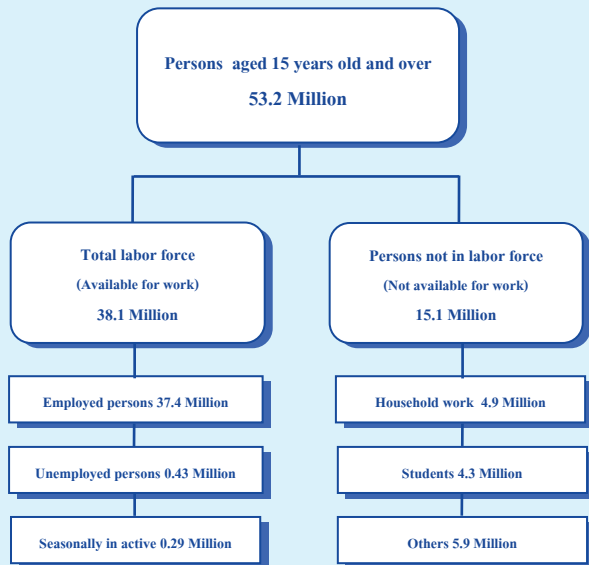 Persons aged 15 years old and over
53.2 Million
Total labor force
(Available for work)
38.1 Million
Persons not in labor force
(Not available for work)
15.1 Million
Employed persons 37.4 Million
Household work 4.9 Million
Unemployed persons 0.43 Million
Students 4.3 Million
Seasonally in active 0.29 Million
Others 5.9 Million